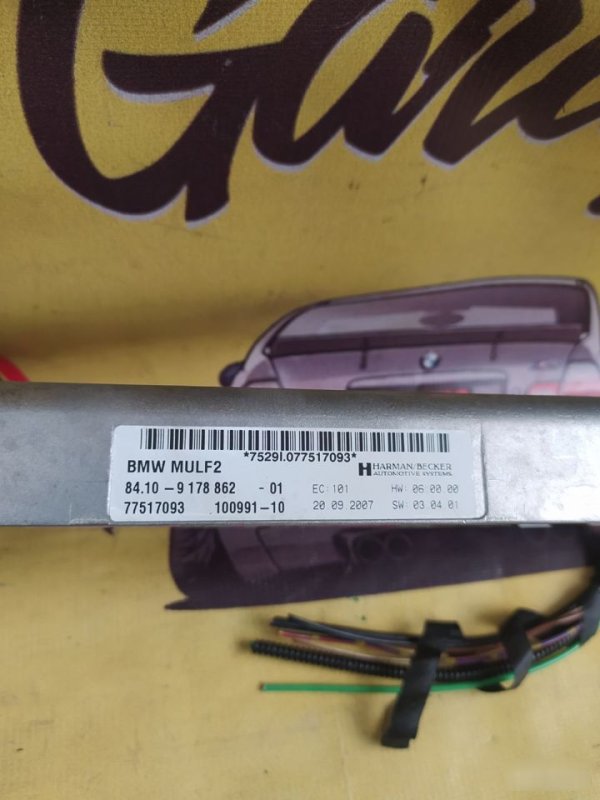 Gara
*7529I.077517093*
BMW MULF2
HARMAN/BECKER
AUTOMOTIVE SYSTEMS
84.10 – 9 178 862 - 01
EC: 101
HW: 06.00.00
77517093 100991–10
20.09.2007
SW: 03.04.01